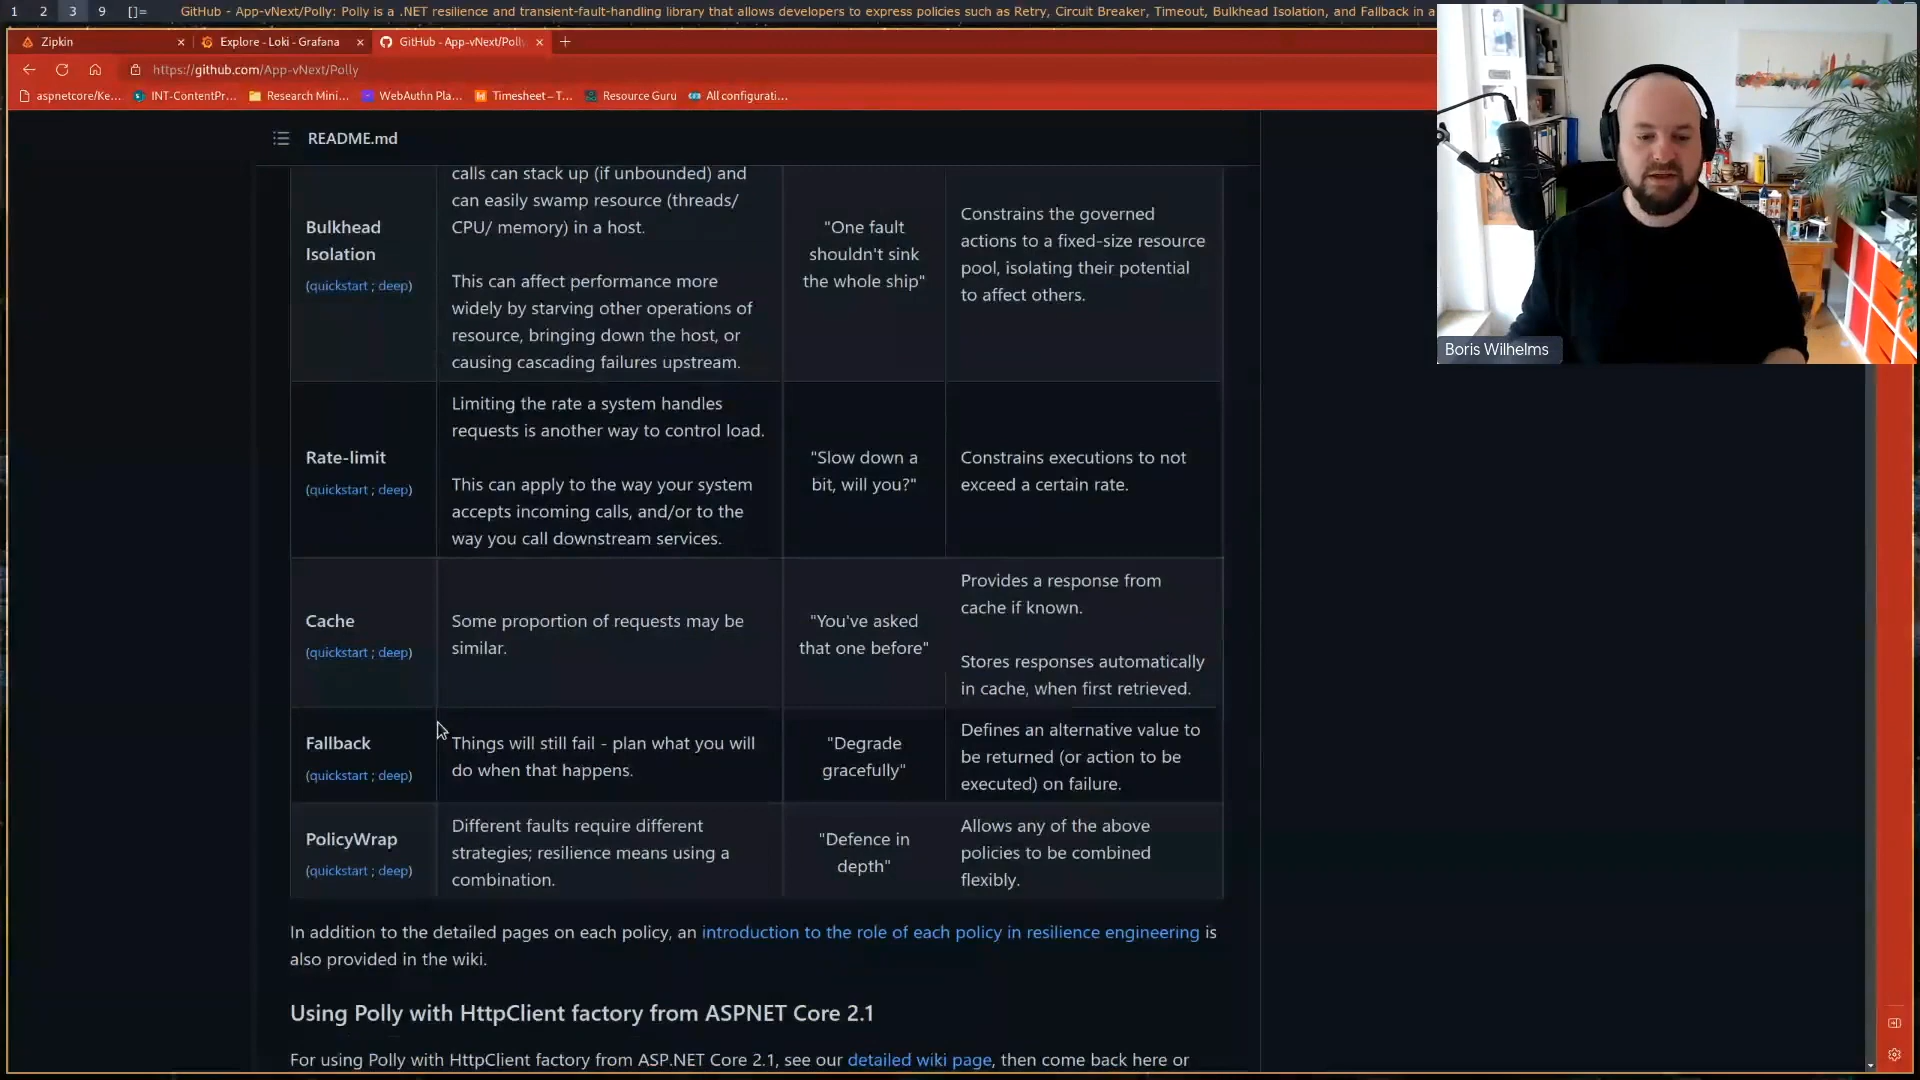 1 2 3 9 []= GitHub - App-vNext/Polly: Polly is a .NET resilience and transient-fault-handling library that allows developers to express policies such as Retry, Circuit Breaker, Timeout, Bulkhead Isolation, and Fallback in a
Zipkin
Explore - Loki - Grafana
GitHub - App-vNext/Polly
https://github.com/App-vNext/Polly
aspnetcore/Ke...
INT-ContentPr...
Research Mini...
WebAuthn Pla...
Timesheet – T...
Resource Guru
All configurati...
README.md
Bulkhead
Isolation
(quickstart ; deep)
calls can stack up (if unbounded) and
can easily swamp resource (threads/
CPU/ memory) in a host.
This can affect performance more
widely by starving other operations of
resource, bringing down the host, or
causing cascading failures upstream.
"One fault
shouldn't sink
the whole ship"
Constrains the governed
actions to a fixed-size resource
pool, isolating their potential
to affect others.
Rate-limit
(quickstart ; deep)
Limiting the rate a system handles
requests is another way to control load.
This can apply to the way your system
accepts incoming calls, and/or to the
way you call downstream services.
"Slow down a
bit, will you?"
Constrains executions to not
exceed a certain rate.
Cache
(quickstart ; deep)
Some proportion of requests may be
similar.
"You've asked
that one before"
Provides a response from
cache if known.
Stores responses automatically
in cache, when first retrieved.
Fallback
(quickstart ; deep)
Things will still fail - plan what you will
do when that happens.
"Degrade
gracefully"
Defines an alternative value to
be returned (or action to be
executed) on failure.
PolicyWrap
(quickstart ; deep)
Different faults require different
strategies; resilience means using a
combination.
"Defence in
depth"
Allows any of the above
policies to be combined
flexibly.
In addition to the detailed pages on each policy, an introduction to the role of each policy in resilience engineering is
also provided in the wiki.
Using Polly with HttpClient factory from ASPNET Core 2.1
For using Polly with HttpClient factory from ASP.NET Core 2.1, see our detailed wiki page, then come back here or
Boris Wilhelms